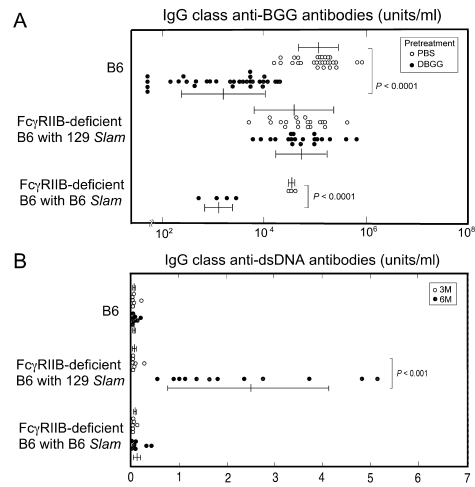 A
IgG class anti-BGG antibodies (units/ml)
Pretreatment
PBS
DBGG
B6
P < 0.0001
FcγRIIB-deficient
B6 with 129 Slam
FcγRIIB-deficient
B6 with B6 Slam
P < 0.0001
10² 10⁴ 10⁶ 10⁸
B
IgG class anti-dsDNA antibodies (units/ml)
3M
6M
B6
FcγRIIB-deficient
B6 with 129 Slam
P < 0.001
FcγRIIB-deficient
B6 with B6 Slam
0 1 2 3 4 5 6 7